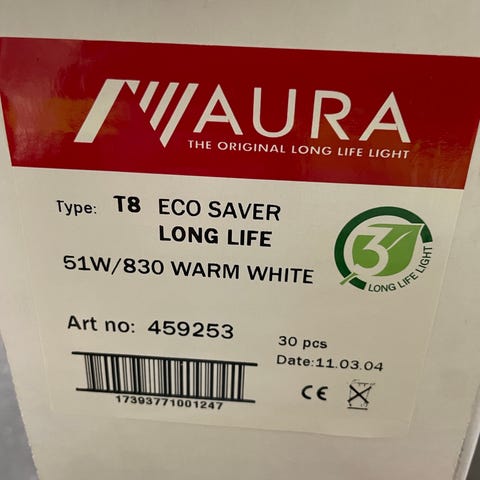 AURA
THE ORIGINAL LONG LIFE LIGHT
Type: T8 ECO SAVER
LONG LIFE
51W/830 WARM WHITE
3
LONG LIFE LIGHT
Art no: 459253
30 pcs
Date:11.03.04
17393771001247
CE